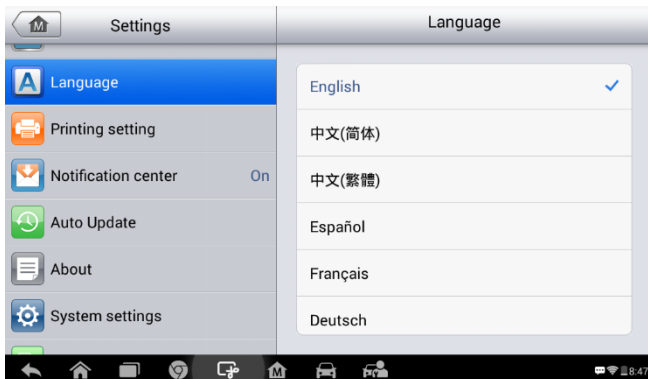 Settings
Language
Printing setting
Notification center On
Auto Update
About
System settings
Language
English
中文(简体)
中文(繁體)
Español
Français
Deutsch
8:47